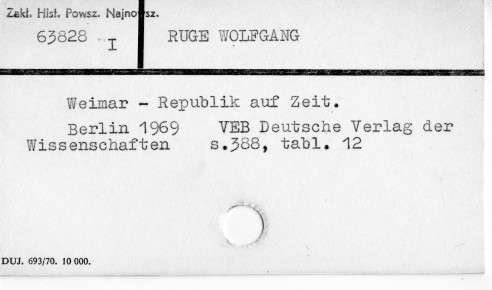 Zakł. Hist. Powsz. Najnowsz.
63828 I RUGE WOLFGANG
Weimar - Republik auf Zeit.
Berlin 1969 VEB Deutsche Verlag der
Wissenschaften s.388, tabl. 12
DUJ. 693/70. 10 000.